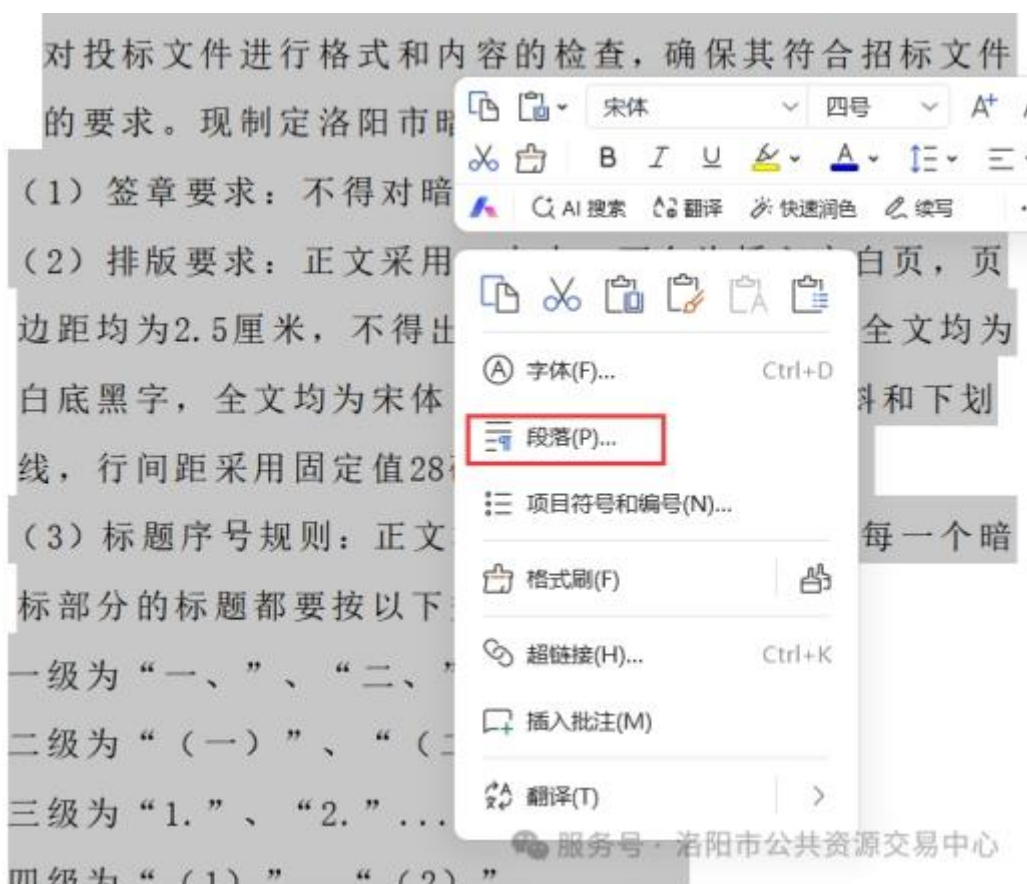 对投标文件进行格式和内容的检查，确保其符合招标文件
的要求。现制定洛阳市暗
宋体 四号 A+
（1）签章要求：不得对暗
B I U A
AI 搜索 翻译 快速润色 续写
（2）排版要求：正文采用
白页，页
边距均为2.5厘米，不得出
全文均为
字体(F)... Ctrl+D
白底黑字，全文均为宋体
和下划
段落(P)...
线，行间距采用固定值28
项目符号和编号(N)...
（3）标题序号规则：正文
每一个暗
格式刷(F)
标部分的标题都要按以下
超链接(H)... Ctrl+K
一级为“一、”、“二、”
插入批注(M)
二级为“（一）”、“（
三级为“1.”、“2.”...
翻译(T)
服务号 · 洛阳市公共资源交易中心
四级为“（1）”、“（2）”